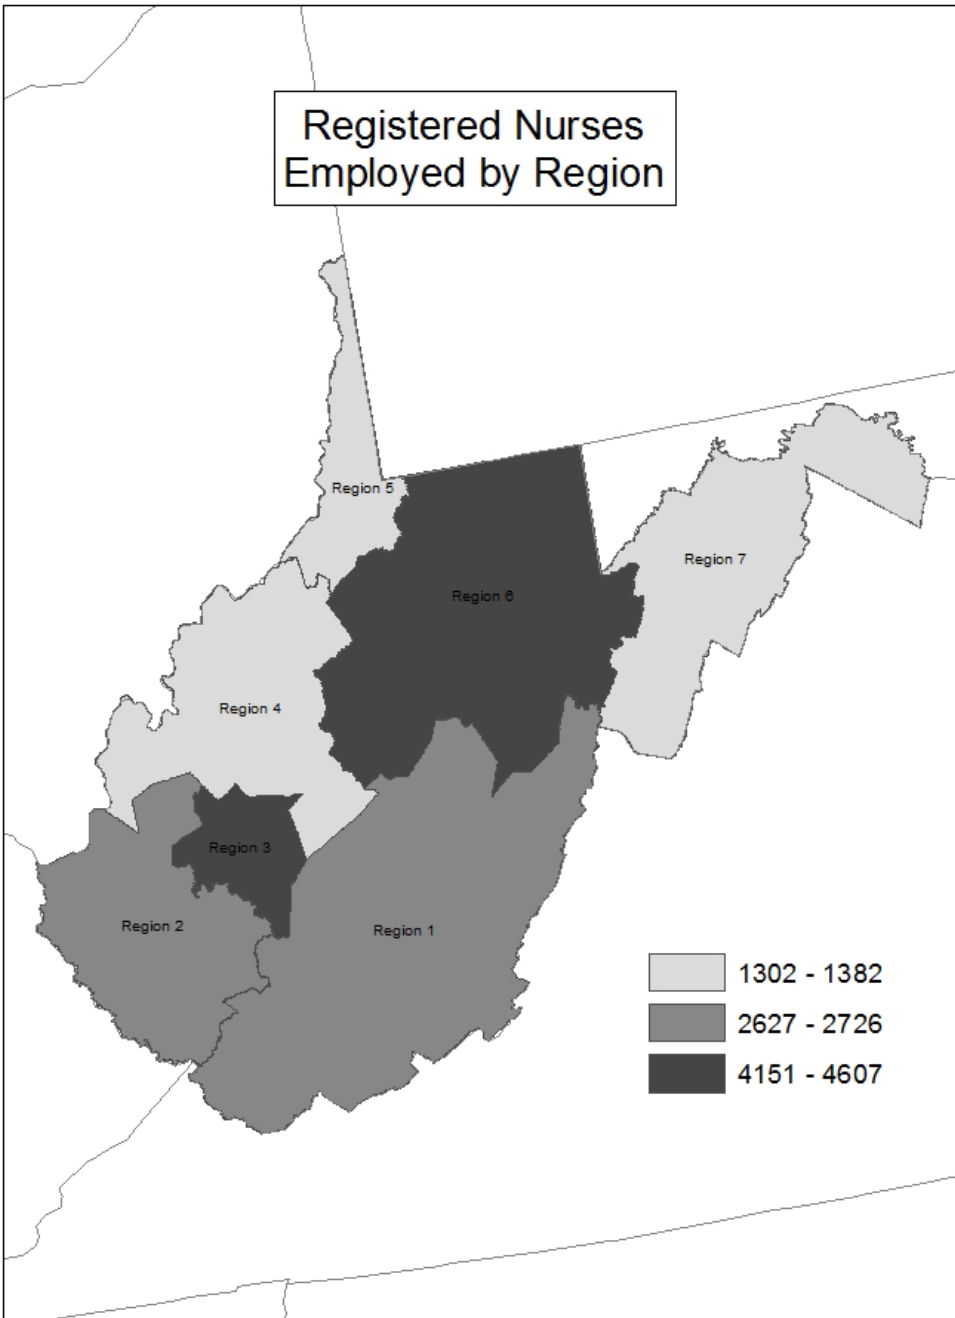 Registered Nurses
Employed by Region
Region 5
Region 7
Region 6
Region 4
Region 3
Region 2
Region 1
1302 - 1382
2627 - 2726
4151 - 4607